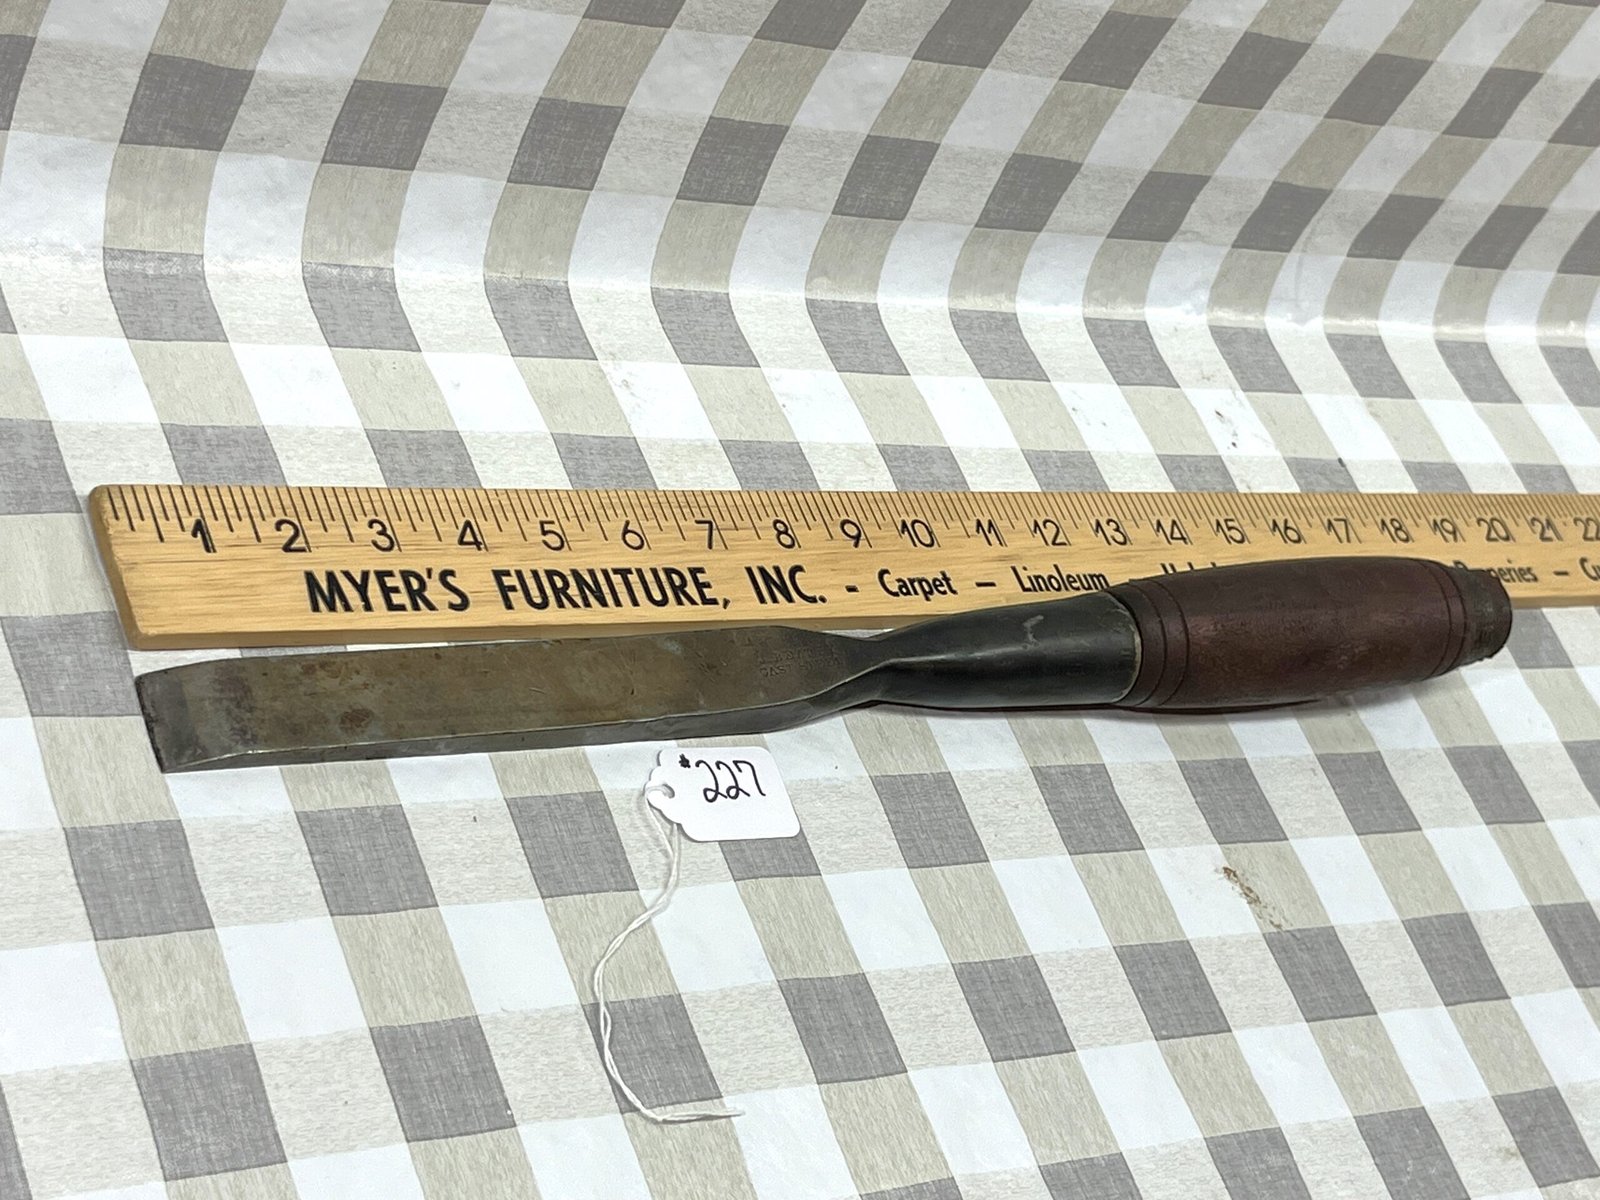 1 2 3 4 5 6 7 8 9 10 11 12 13 14 15 16 17 18 19 20 21 22
MYER'S FURNITURE, INC. - Carpet - Linoleum -
#227